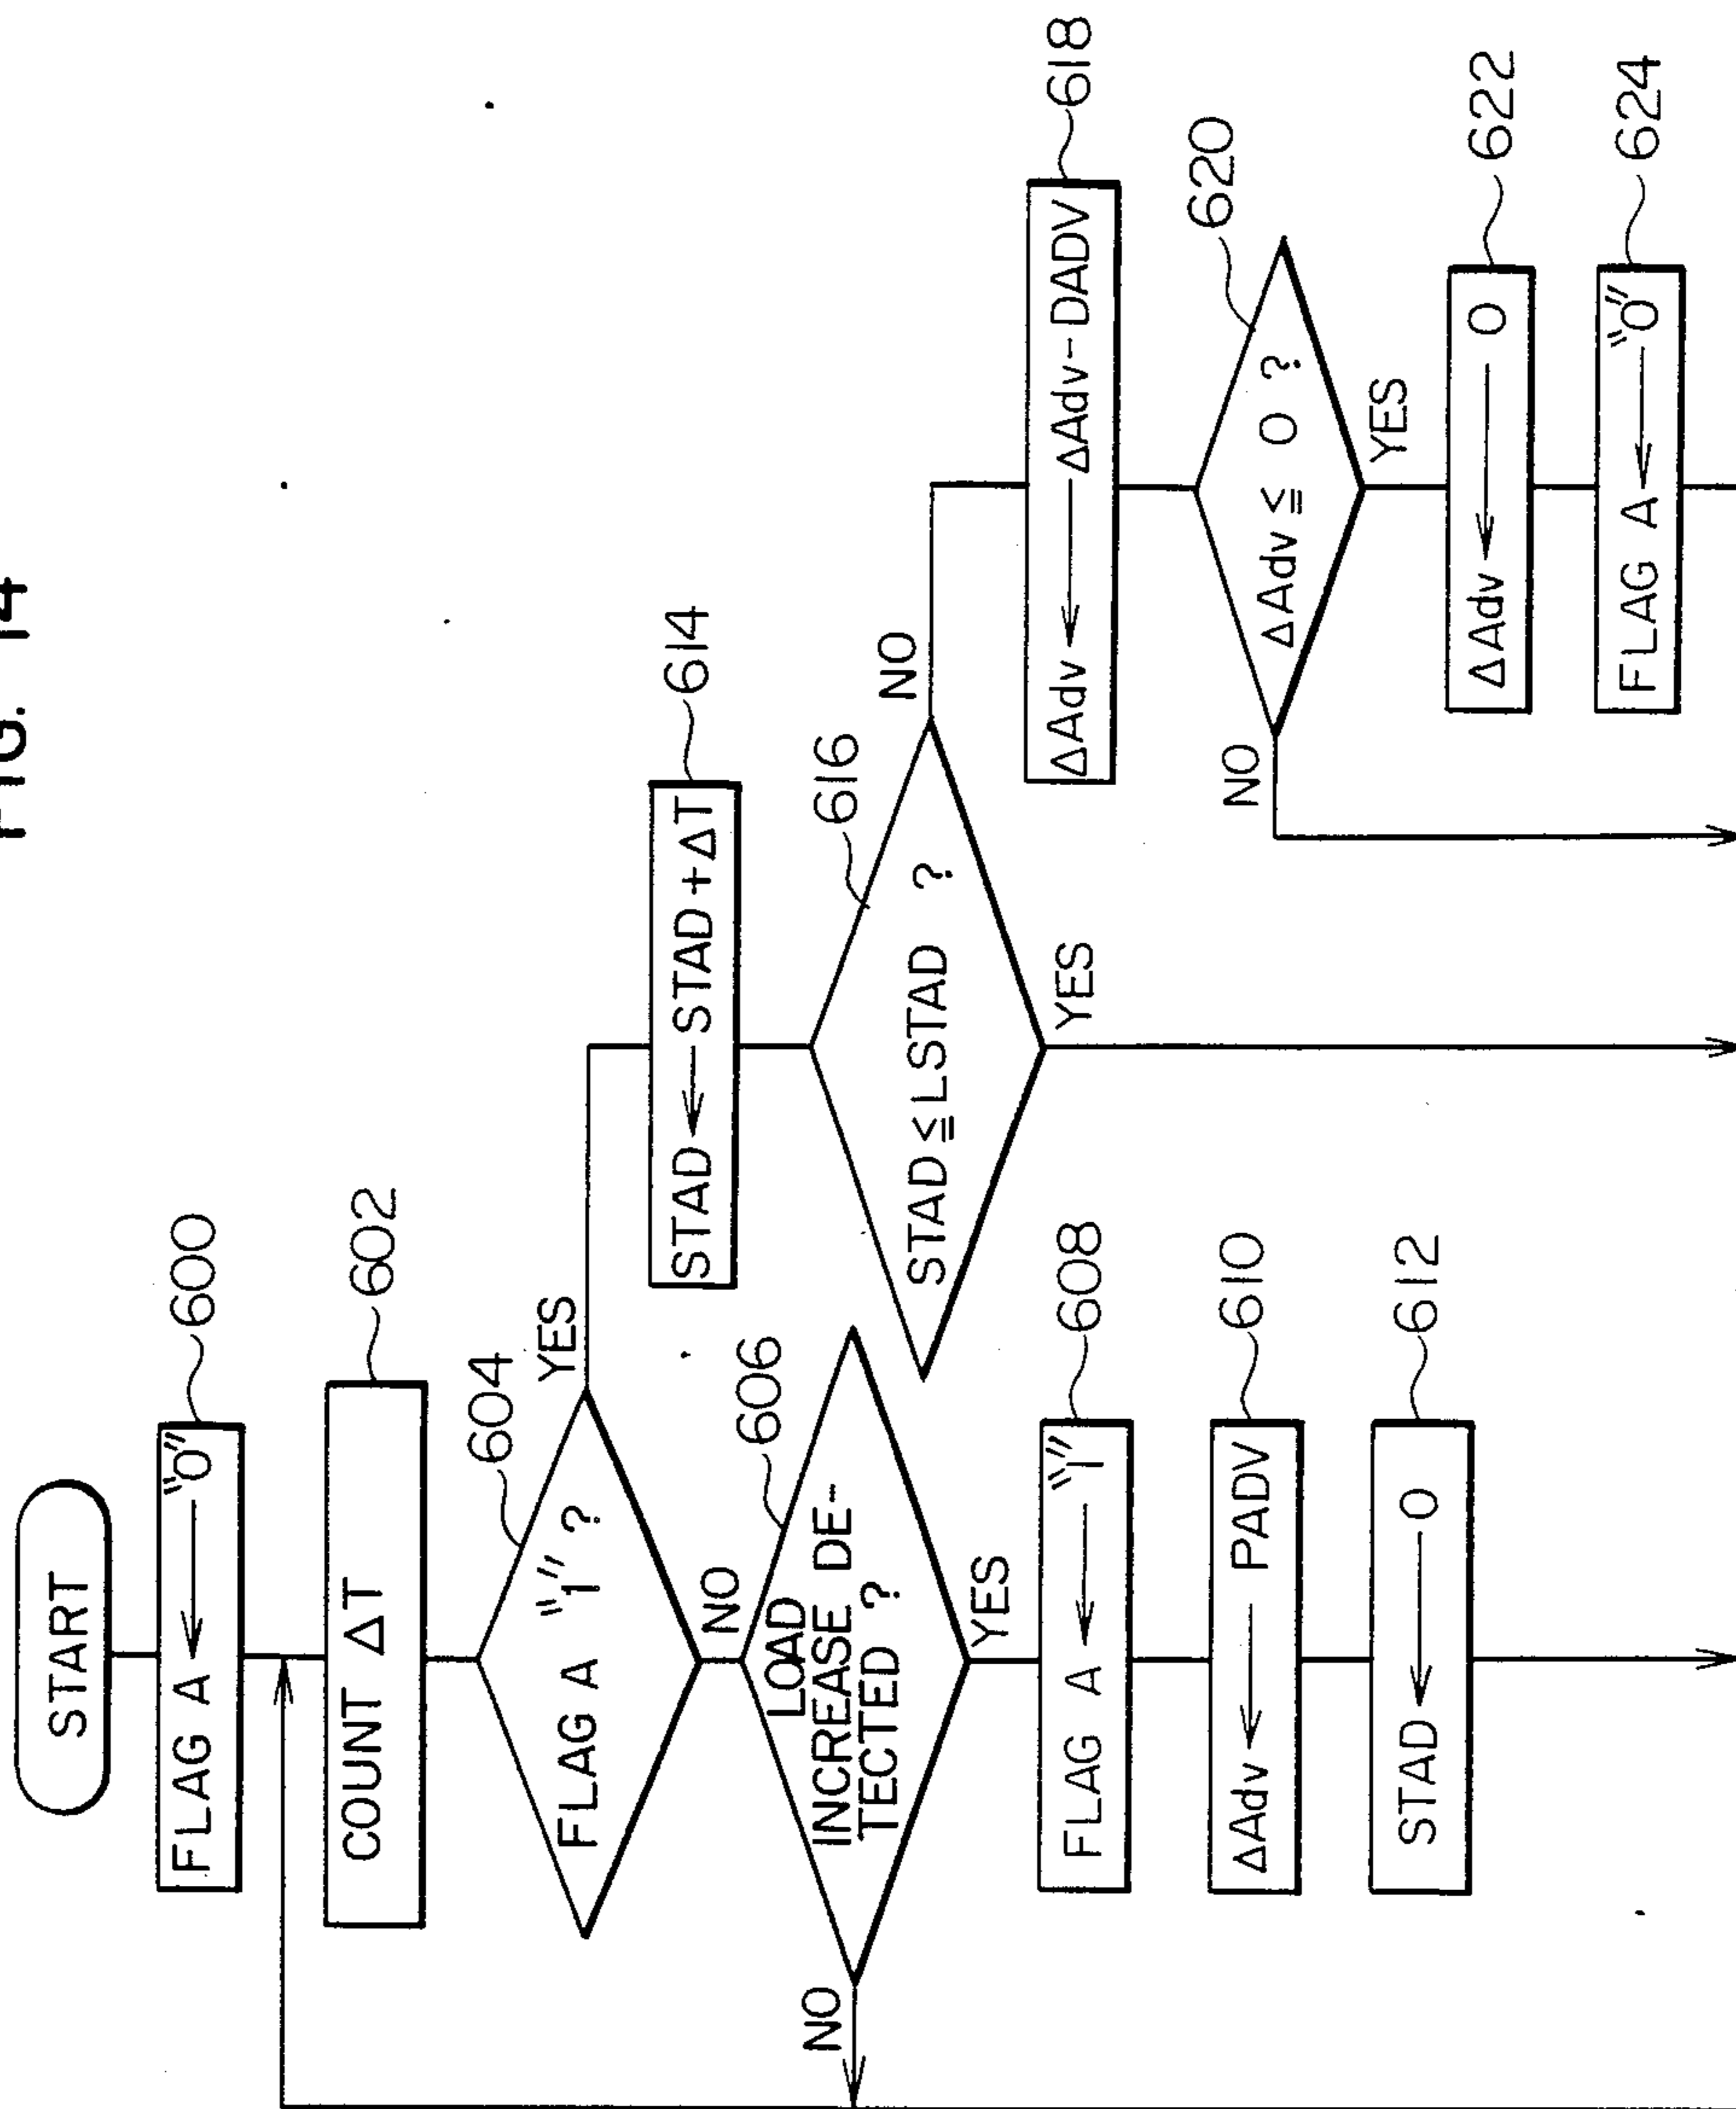 FIG. 14
START
FLAG A ← "0"
600
COUNT ΔT
602
604
FLAG A "1" ?
YES
NO
606
LOAD
INCREASE DE-
TECTED ?
NO
YES
FLAG A ← "1"
608
ΔAdv ← PADV
610
STAD ← 0
612
STAD ← STAD+ΔT
614
616
STAD ≦ LSTAD ?
NO
YES
ΔAdv ← ΔAdv-DADV
618
620
ΔAdv ≦ 0 ?
NO
YES
ΔAdv ← 0
622
FLAG A ← "0"
624